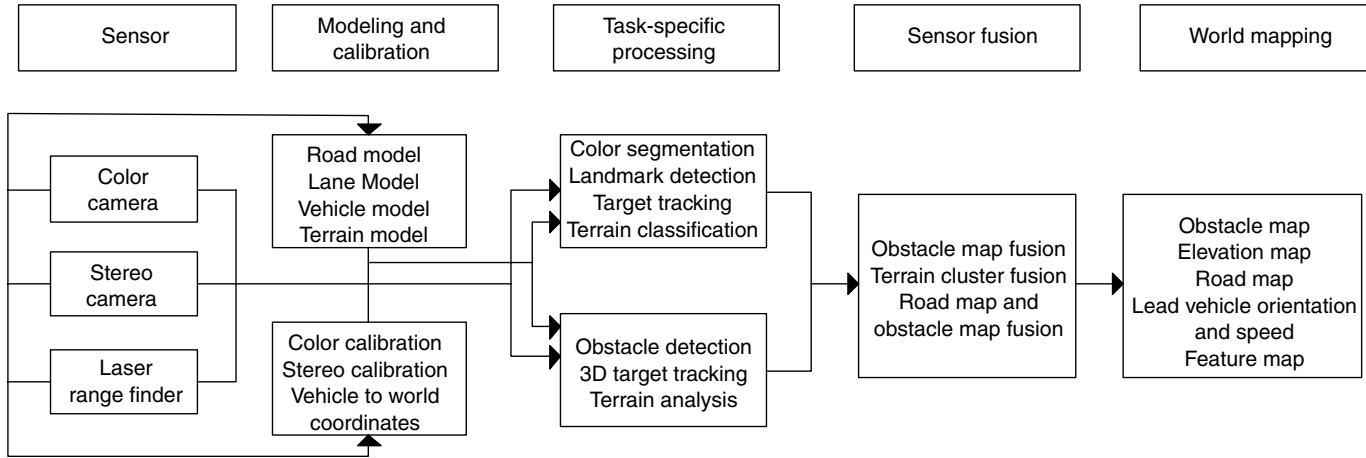 Sensor
Modeling and
calibration
Task-specific
processing
Sensor fusion
World mapping
Color
camera
Stereo
camera
Laser
range finder
Road model
Lane Model
Vehicle model
Terrain model
Color calibration
Stereo calibration
Vehicle to world
coordinates
Color segmentation
Landmark detection
Target tracking
Terrain classification
Obstacle detection
3D target tracking
Terrain analysis
Obstacle map fusion
Terrain cluster fusion
Road map and
obstacle map fusion
Obstacle map
Elevation map
Road map
Lead vehicle orientation
and speed
Feature map